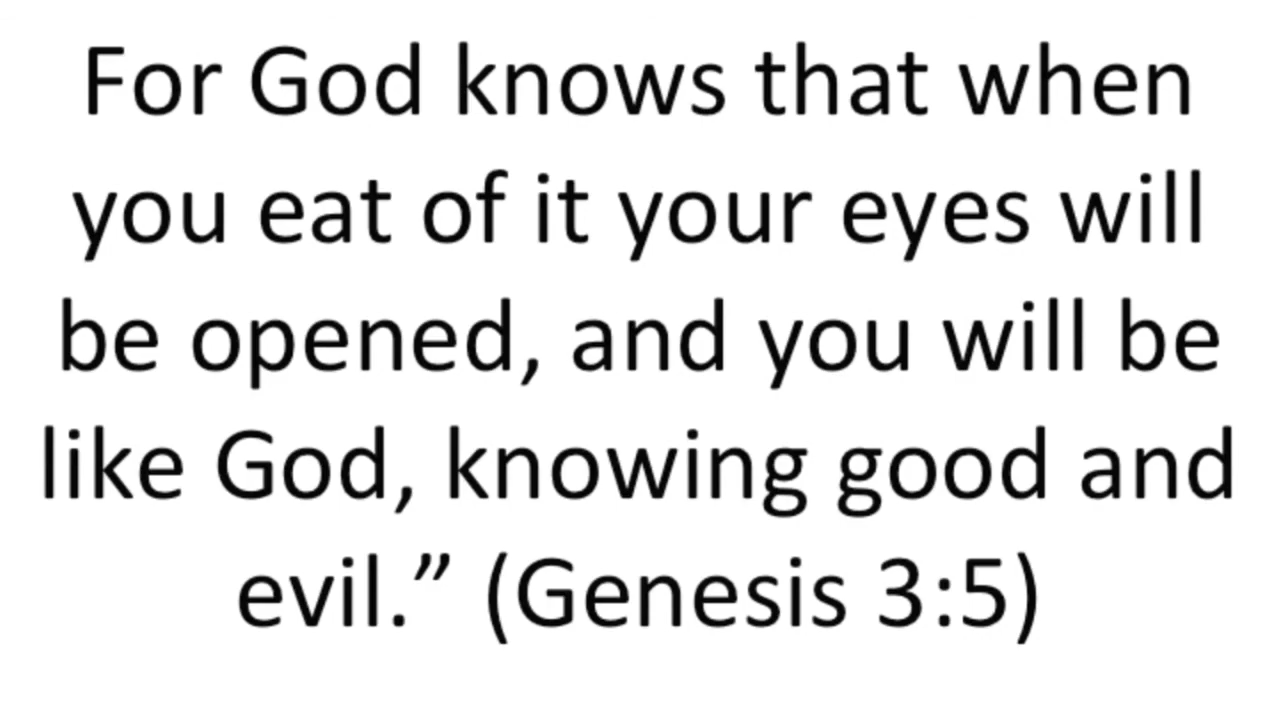 For God knows that when
you eat of it your eyes will
be opened, and you will be
like God, knowing good and
evil.” (Genesis 3:5)